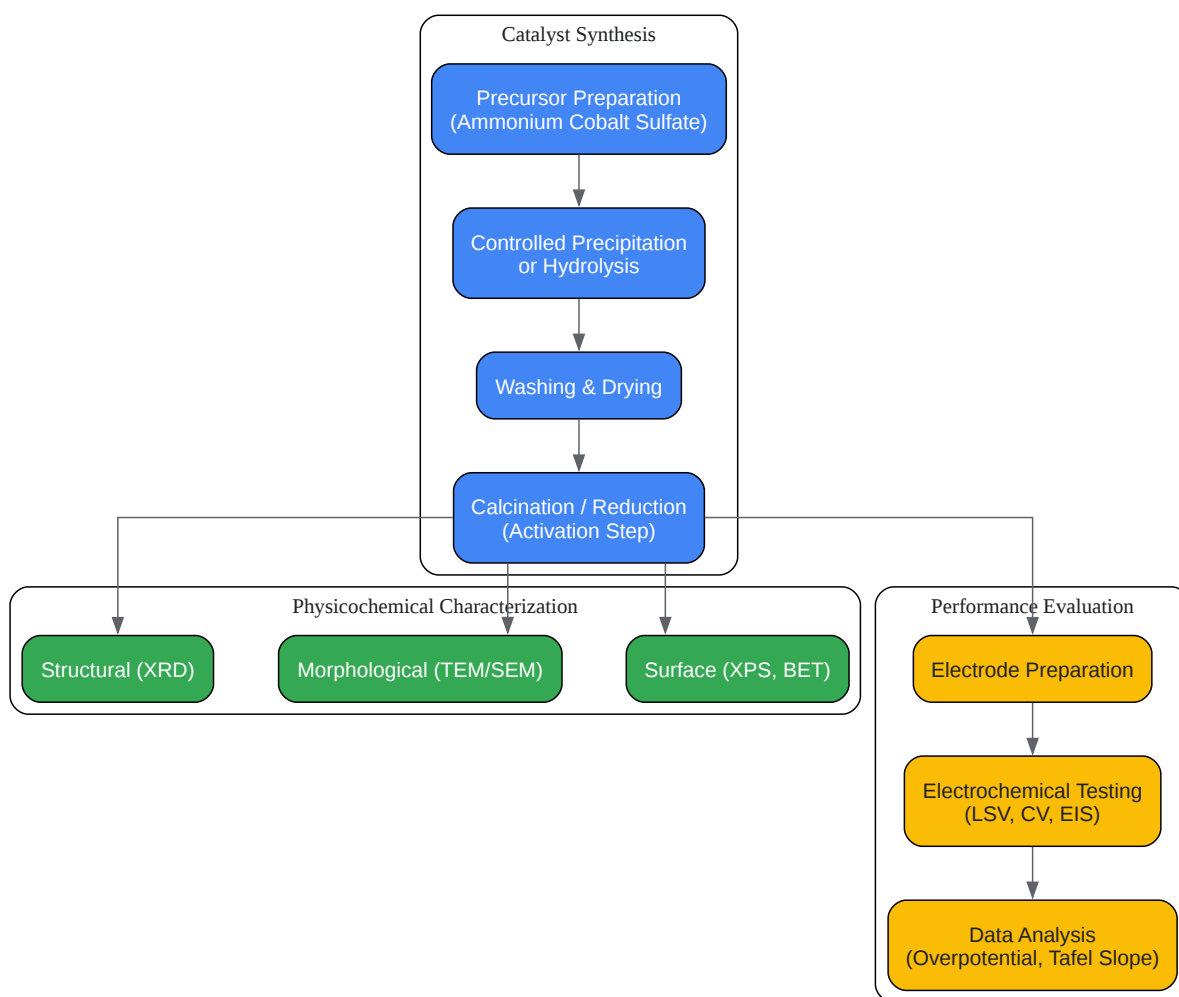 Catalyst Synthesis
Precursor Preparation
(Ammonium Cobalt Sulfate)
Controlled Precipitation
or Hydrolysis
Washing & Drying
Calcination / Reduction
(Activation Step)
Physicochemical Characterization
Structural (XRD)
Morphological (TEM/SEM)
Surface (XPS, BET)
Performance Evaluation
Electrode Preparation
Electrochemical Testing
(LSV, CV, EIS)
Data Analysis
(Overpotential, Tafel Slope)